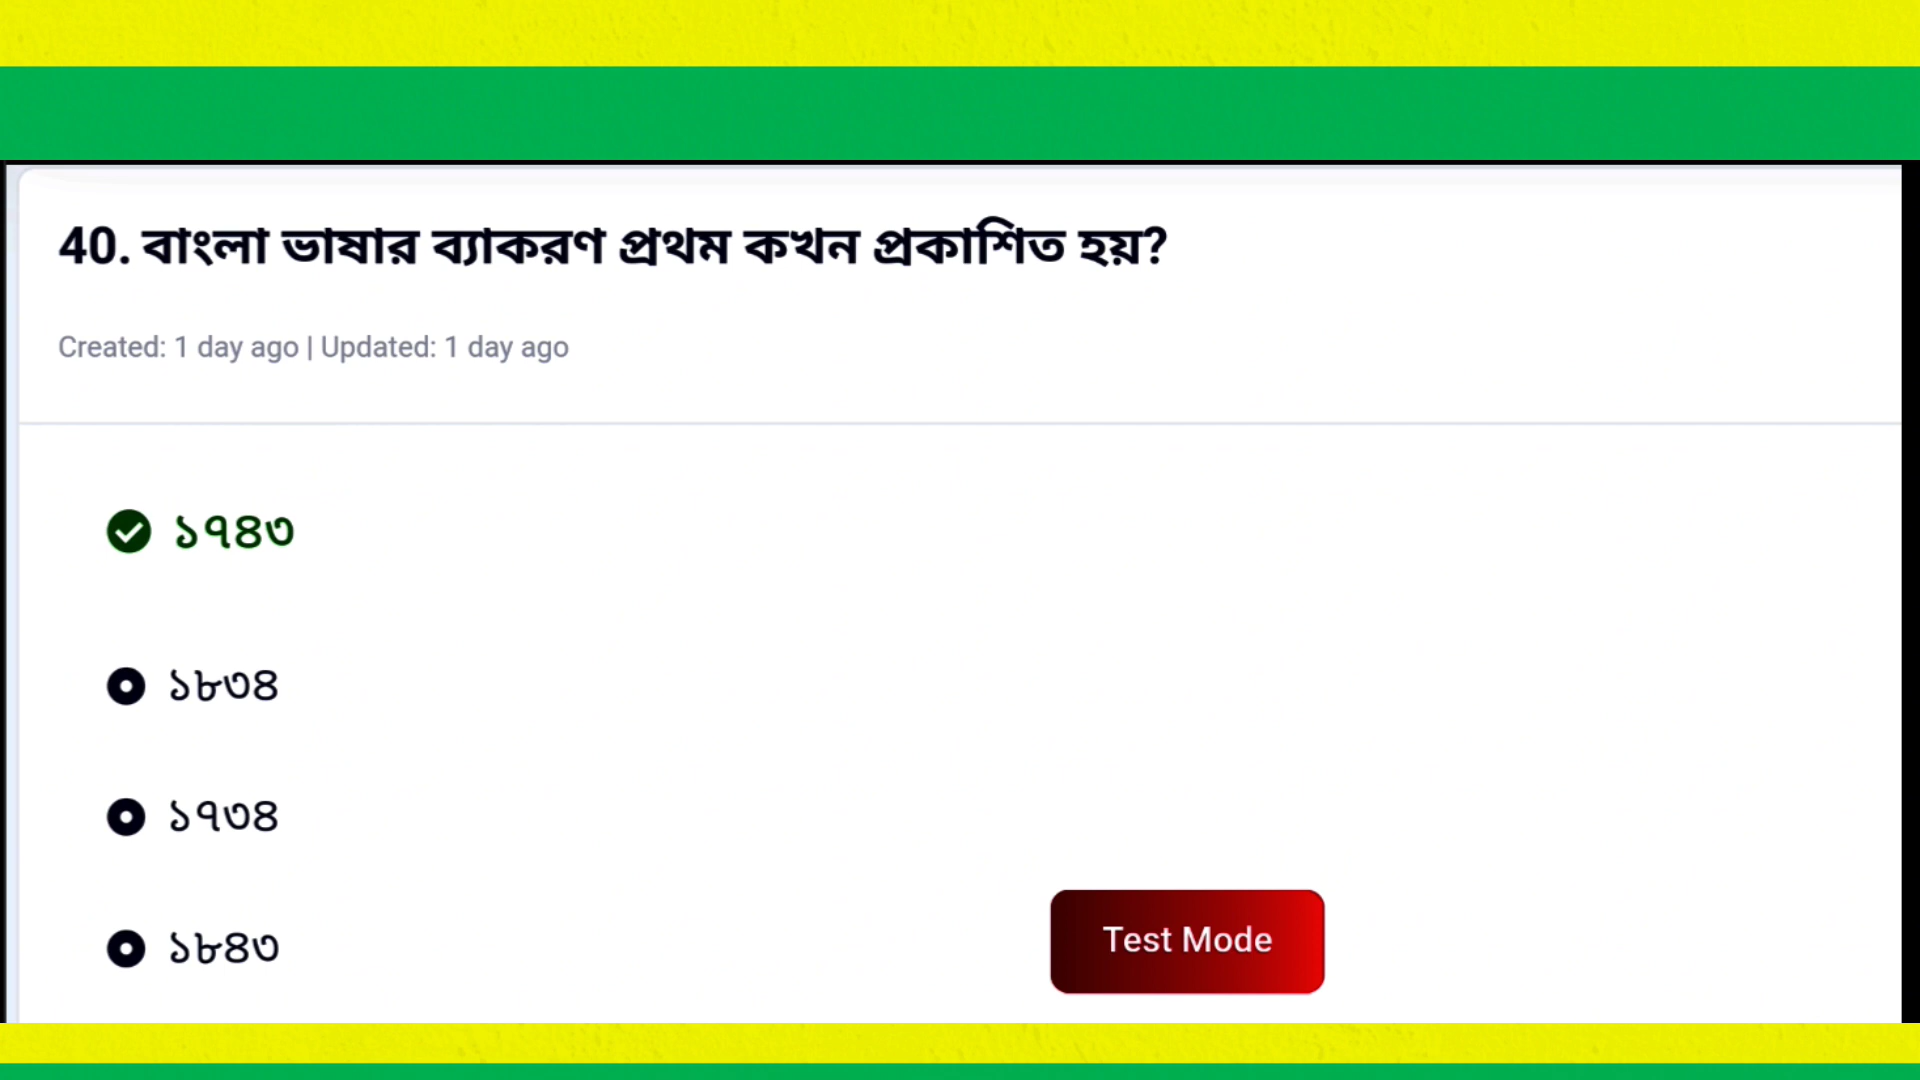 40. বাংলা ভাষার ব্যাকরণ প্রথম কখন প্রকাশিত হয়?
Created: 1 day ago | Updated: 1 day ago
১৭৪৩
১৮৩৪
১৭৩৪
১৮৪৩
Test Mode